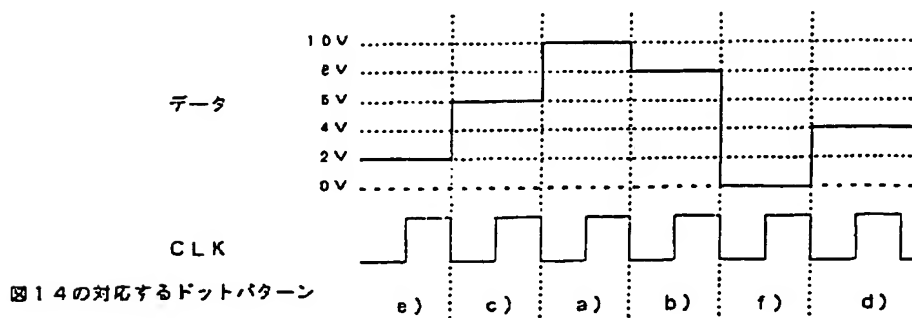 10V
8V
6V
データ
4V
2V
0V
CLK
図14の対応するドットパターン
e) c) a) b) f) d)